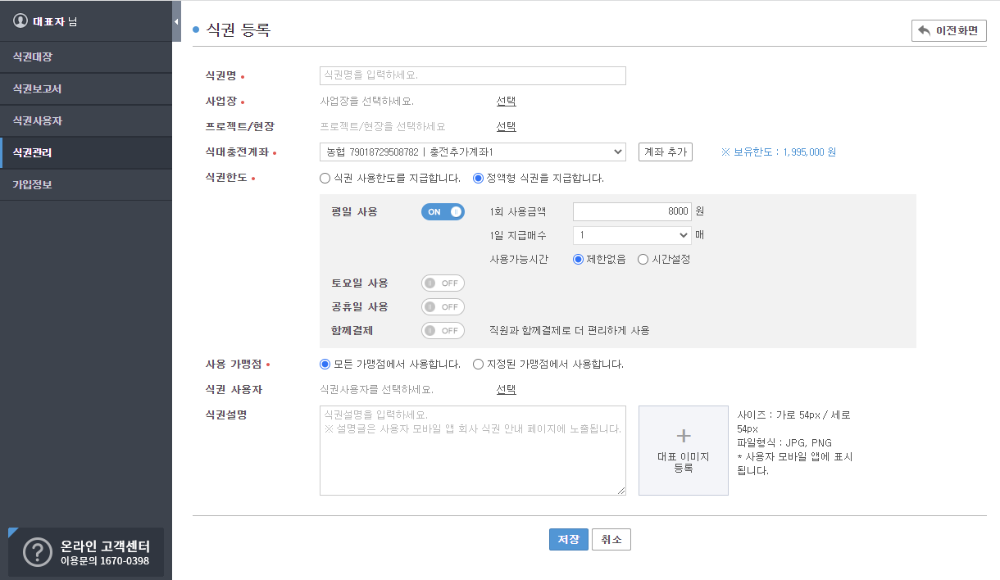 대표자 님
식권대장
식권보고서
식권사용자
식권관리
가입정보
온라인 고객센터
이용문의 1670-0398
식권 등록
이전화면
식권명
식권명을 입력하세요.
사업장
사업장을 선택하세요. 선택
프로젝트/현장
프로젝트/현장을 선택하세요 선택
식대충전계좌
농협 79018729508782 | 충전추가계좌1
계좌 추가
※ 보유한도 : 1,995,000 원
식권한도
식권 사용한도를 지급합니다. 정액형 식권을 지급합니다.
평일 사용 ON 1회 사용금액 8000 원
1일 지급매수 1 매
사용가능시간 제한없음 시간설정
토요일 사용 OFF
공휴일 사용 OFF
함께결제 OFF 직원과 함께결제로 더 편리하게 사용
사용 가맹점
모든 가맹점에서 사용합니다. 지정된 가맹점에서 사용합니다.
식권 사용자
식권사용자를 선택하세요. 선택
식권설명
식권설명을 입력하세요.
※ 설명글은 사용자 모바일 앱 회사 식권 안내 페이지에 노출됩니다.
+
대표 이미지
등록
사이즈 : 가로 54px / 세로
54px
파일형식 : JPG, PNG
* 사용자 모바일 앱에 표시
됩니다.
저장
취소